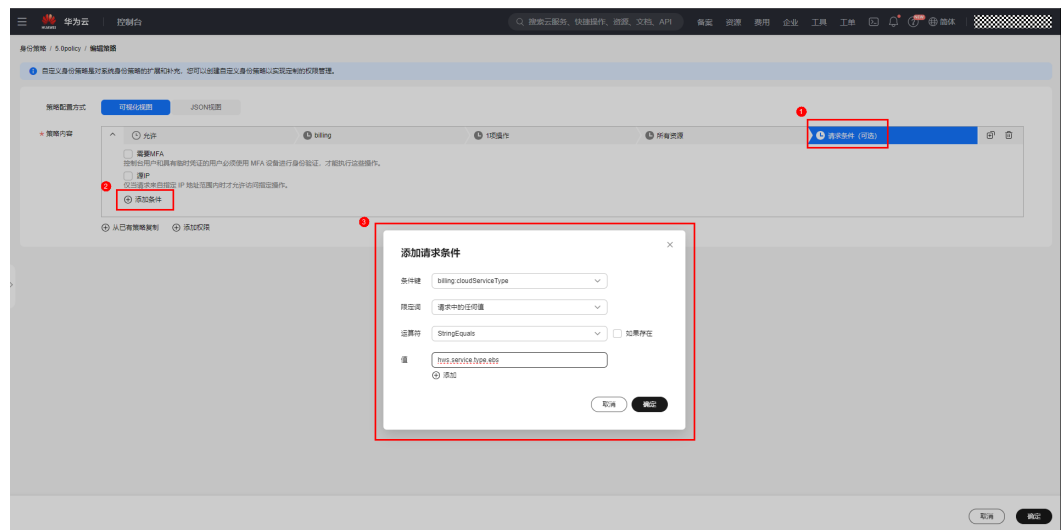 HUAWEI 华为云 控制台 搜索云服务、快捷操作、资源、文档、API 备案 资源 费用 企业 工具 工单 简体
身份策略 / 5.0policy / 编辑策略
自定义身份策略是对系统身份策略的扩展和补充，您可以创建自定义身份策略以实现定制的权限管理。
策略配置方式 可视化视图 JSON视图
1
* 策略内容 允许 billing 1项操作 所有资源 请求条件（可选）
需要MFA
控制台用户和具有临时凭证的用户必须使用 MFA 设备进行身份验证，才能执行这些操作。
源IP
2 仅当请求来自指定 IP 地址范围内时才允许访问指定操作。
添加条件
从已有策略复制 添加权限
3
添加请求条件
条件键 billing:cloudServiceType
限定词 请求中的任何值
运算符 StringEquals 如果存在
值 hws.service.type.ebs
添加
取消 确定
取消 确定